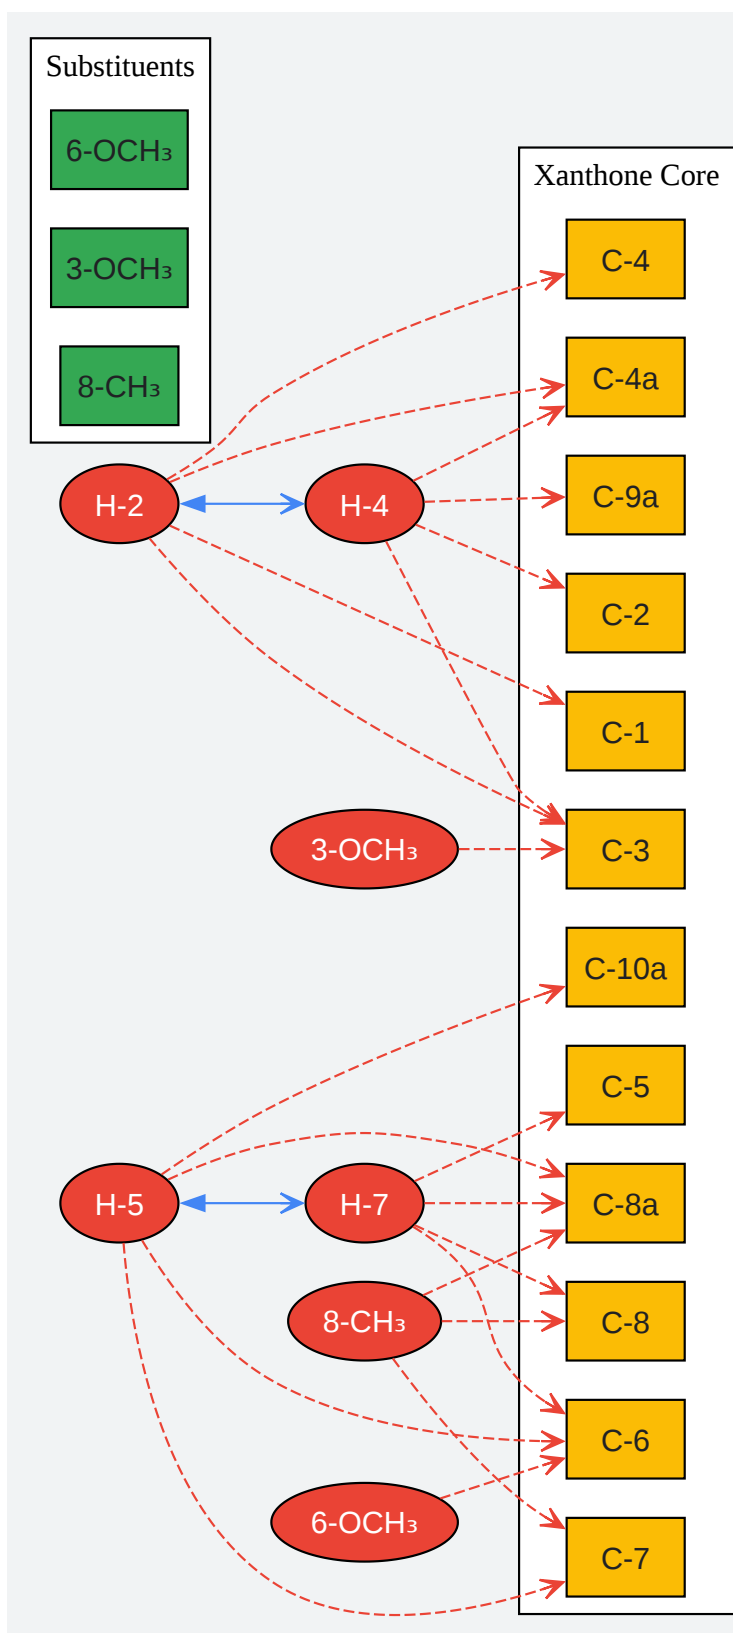 Substituents
6-OCH₃
3-OCH₃
8-CH₃
Xanthone Core
C-4
C-4a
C-9a
C-2
C-1
C-3
C-10a
C-5
C-8a
C-8
C-6
C-7
H-2
H-4
3-OCH₃
H-5
H-7
8-CH₃
6-OCH₃